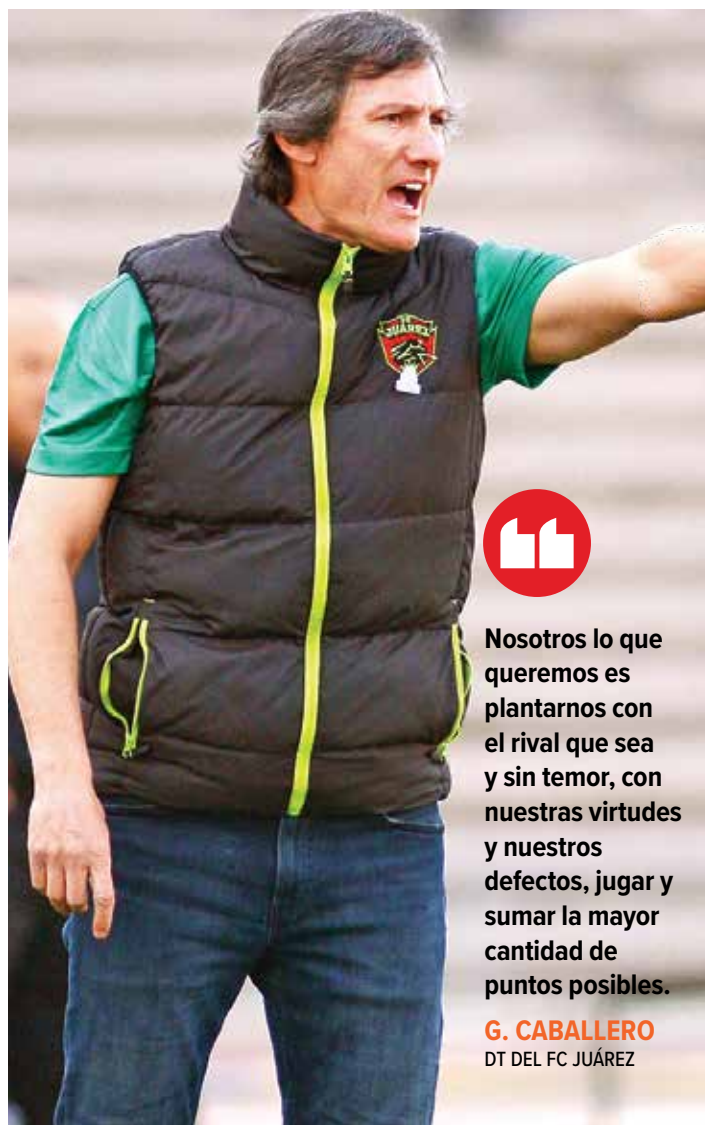 JUÁREZ
Nosotros lo que
queremos es
plantarnos con
el rival que sea
y sin temor, con
nuestras virtudes
y nuestros
defectos, jugar y
sumar la mayor
cantidad de
puntos posibles.
G. CABALLERO
DT DEL FC JUÁREZ